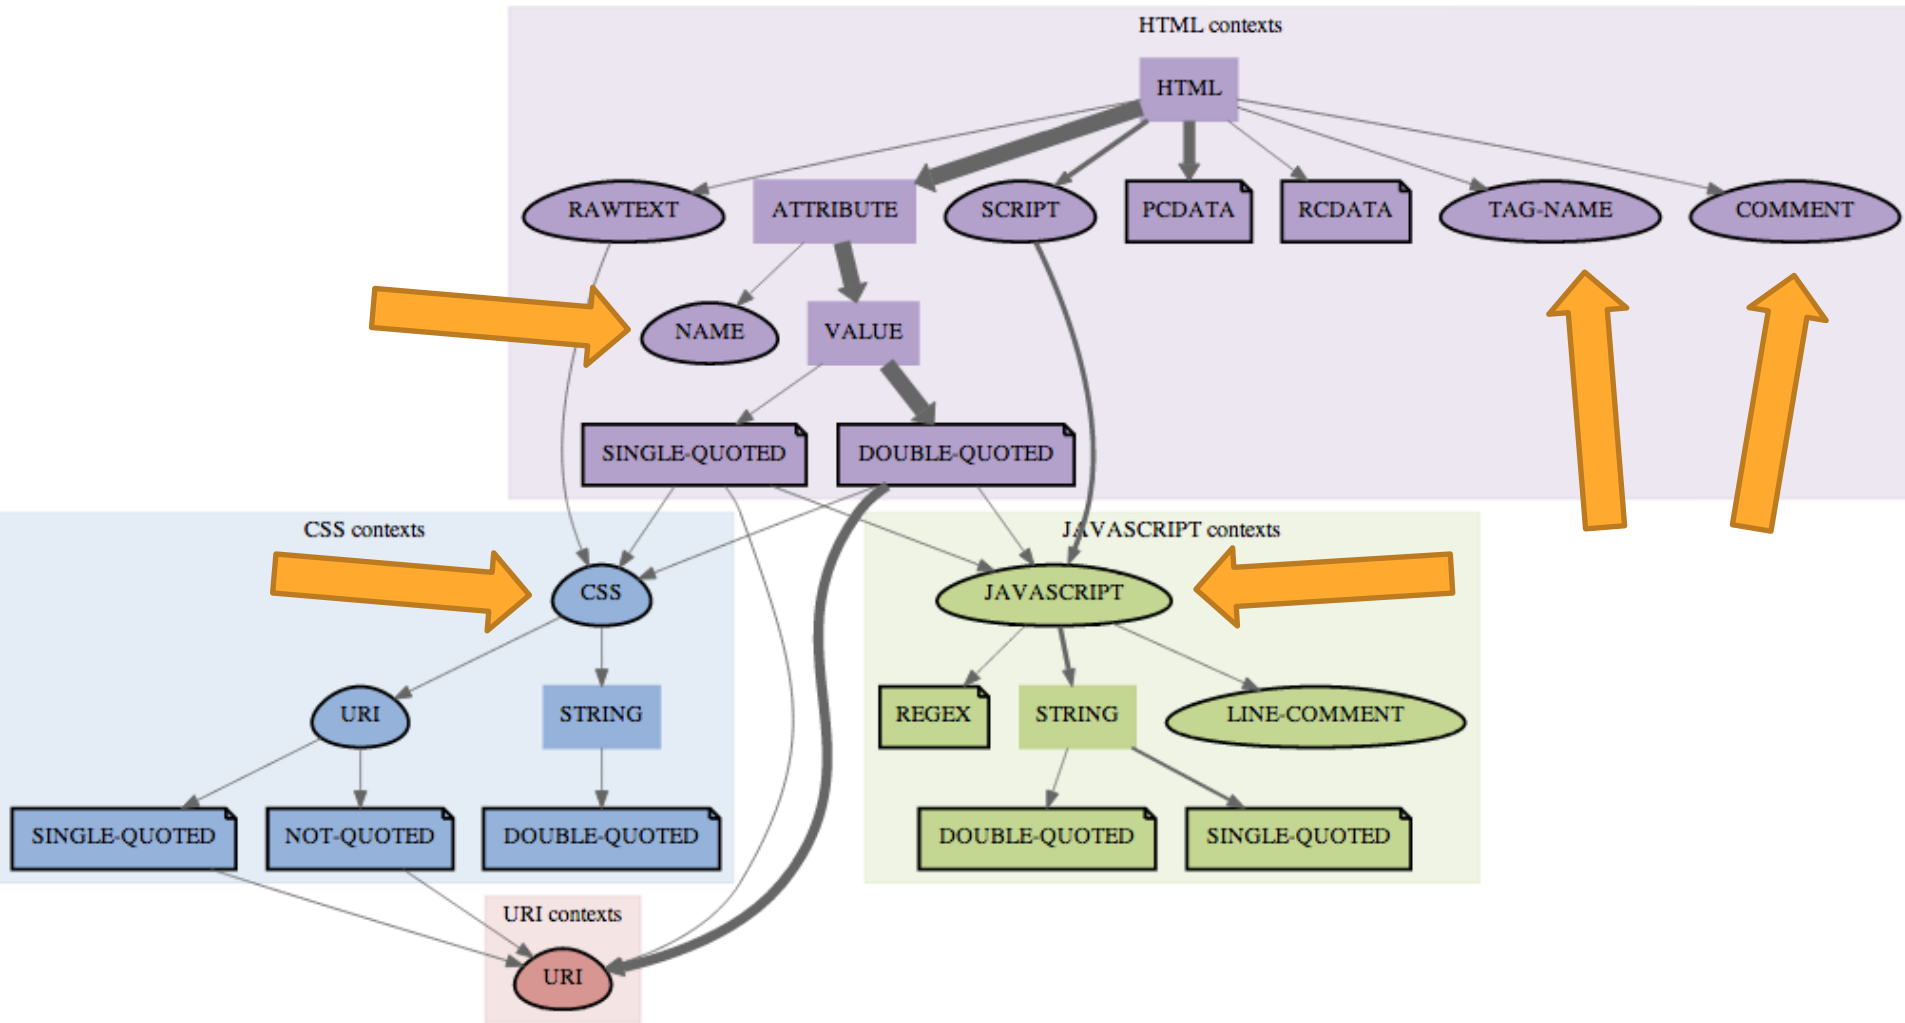 HTML contexts
HTML
RAWTEXT
ATTRIBUTE
SCRIPT
PCDATA
RCDATA
TAG-NAME
COMMENT
NAME
VALUE
SINGLE-QUOTED
DOUBLE-QUOTED
CSS contexts
JAVASCRIPT contexts
CSS
JAVASCRIPT
URI
STRING
REGEX
STRING
LINE-COMMENT
SINGLE-QUOTED
NOT-QUOTED
DOUBLE-QUOTED
DOUBLE-QUOTED
SINGLE-QUOTED
URI contexts
URI